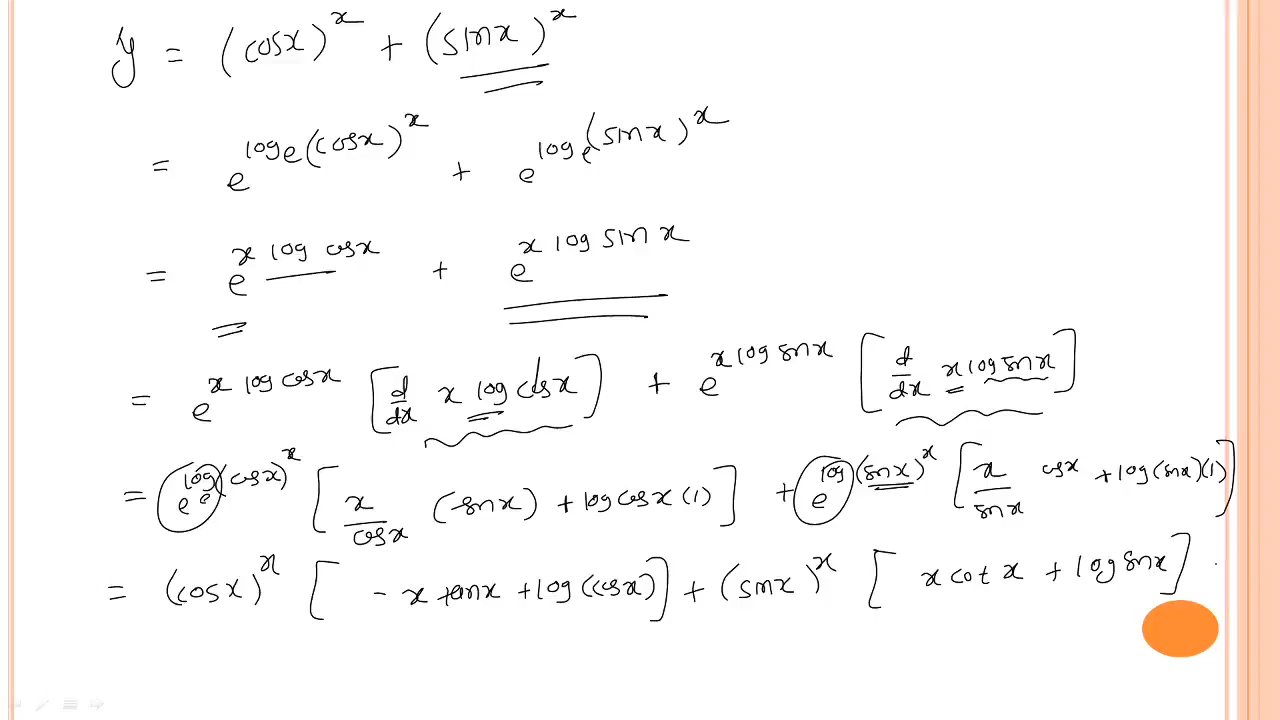 y = (cosx)^x + (sinx)^x
= e^{log_e(cosx)^x} + e^{log_e(sinx)^x}
= e^{x log cosx} + e^{x log sinx}
= e^{x log cosx} [d/dx x log cosx] + e^{x log sinx} [d/dx x log sinx]
= e^{log_e(cosx)^x} [x/cosx (-sinx) + log cosx (1)] + e^{log(sinx)^x} [x/sinx cosx + log(sinx)(1)]
= (cosx)^x [- x tanx + log(cosx)] + (sinx)^x [x cot x + log sinx]